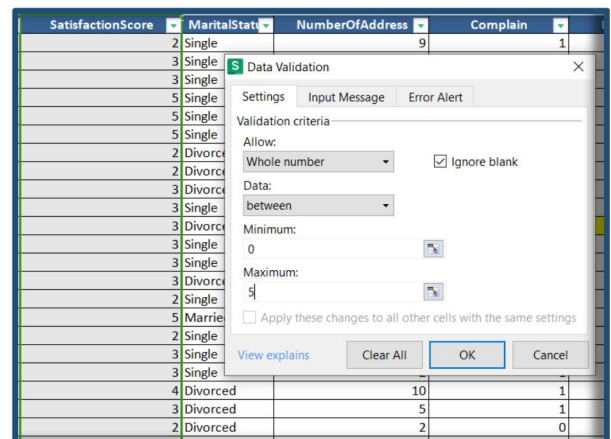 SatisfactionScore MaritalStatu NumberOfAddress Complain
2 Single 9 1
3 Single
3 Single
5 Single
5 Single
5 Single
2 Divorce
2 Divorce
3 Divorce
3 Single
3 Divorce
3 Single
3 Single
3 Divorce
2 Single
5 Marrie
2 Single
3 Single
3 Single
4 Divorced 10 1
3 Divorced 5 1
2 Divorced 2 0
S Data Validation
Settings Input Message Error Alert
Validation criteria
Allow:
Whole number Ignore blank
Data:
between
Minimum:
0
Maximum:
5
Apply these changes to all other cells with the same settings
View explains Clear All OK Cancel